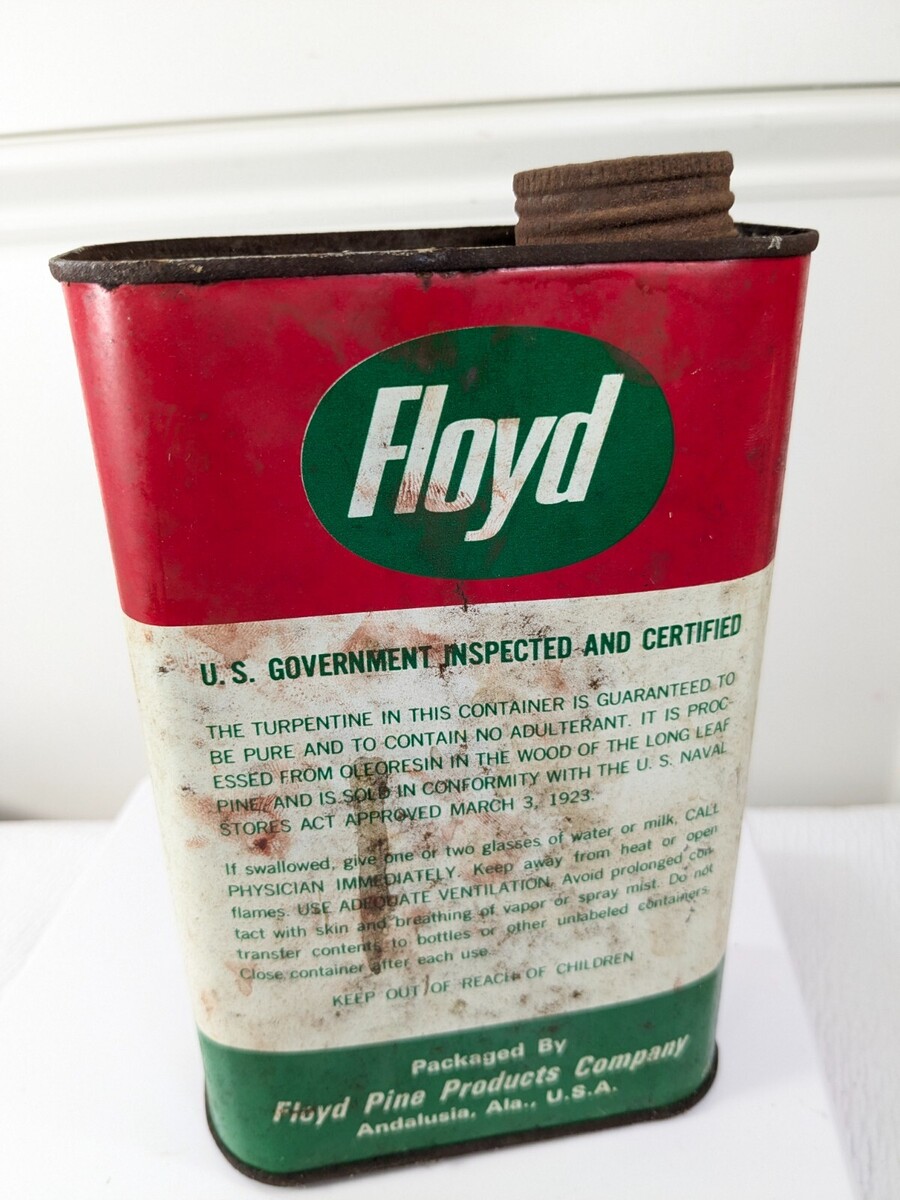 Floyd
U. S. GOVERNMENT INSPECTED AND CERTIFIED
THE TURPENTINE IN THIS CONTAINER IS GUARANTEED TO
BE PURE AND TO CONTAIN NO ADULTERANT. IT IS PROC-
ESSED FROM OLEORESIN IN THE WOOD OF THE LONG LEAF
PINE, AND IS SOLD IN CONFORMITY WITH THE U. S. NAVAL
STORES ACT APPROVED MARCH 3, 1923.
If swallowed, give one or two glasses of water or milk, CALL
PHYSICIAN IMMEDIATELY. Keep away from heat or open
flames. USE ADEQUATE VENTILATION. Avoid prolonged con-
tact with skin and breathing of vapor or spray mist. Do not
transfer contents to bottles or other unlabeled containers.
Close container after each use.
KEEP OUT OF REACH OF CHILDREN
Packaged By
Floyd Pine Products Company
Andalusia, Ala., U.S.A.